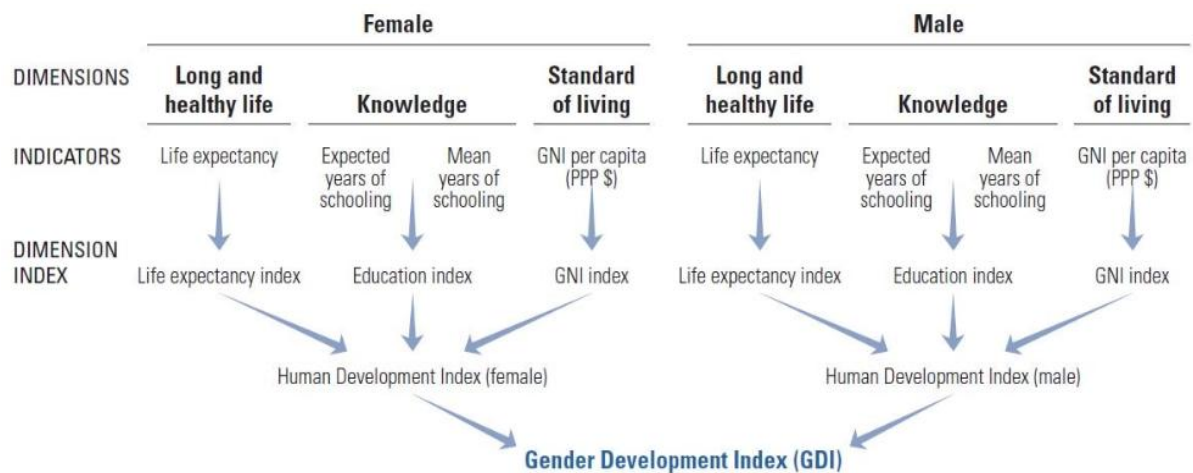 Female Male
DIMENSIONS
Long and
healthy life
Knowledge
Standard
of living
Long and
healthy life
Knowledge
Standard
of living
INDICATORS
Life expectancy
Expected
years of
schooling
Mean
years of
schooling
GNI per capita
(PPP $)
Life expectancy
Expected
years of
schooling
Mean
years of
schooling
GNI per capita
(PPP $)
DIMENSION
INDEX
Life expectancy index
Education index
GNI index
Life expectancy index
Education index
GNI index
Human Development Index (female)
Human Development Index (male)
Gender Development Index (GDI)